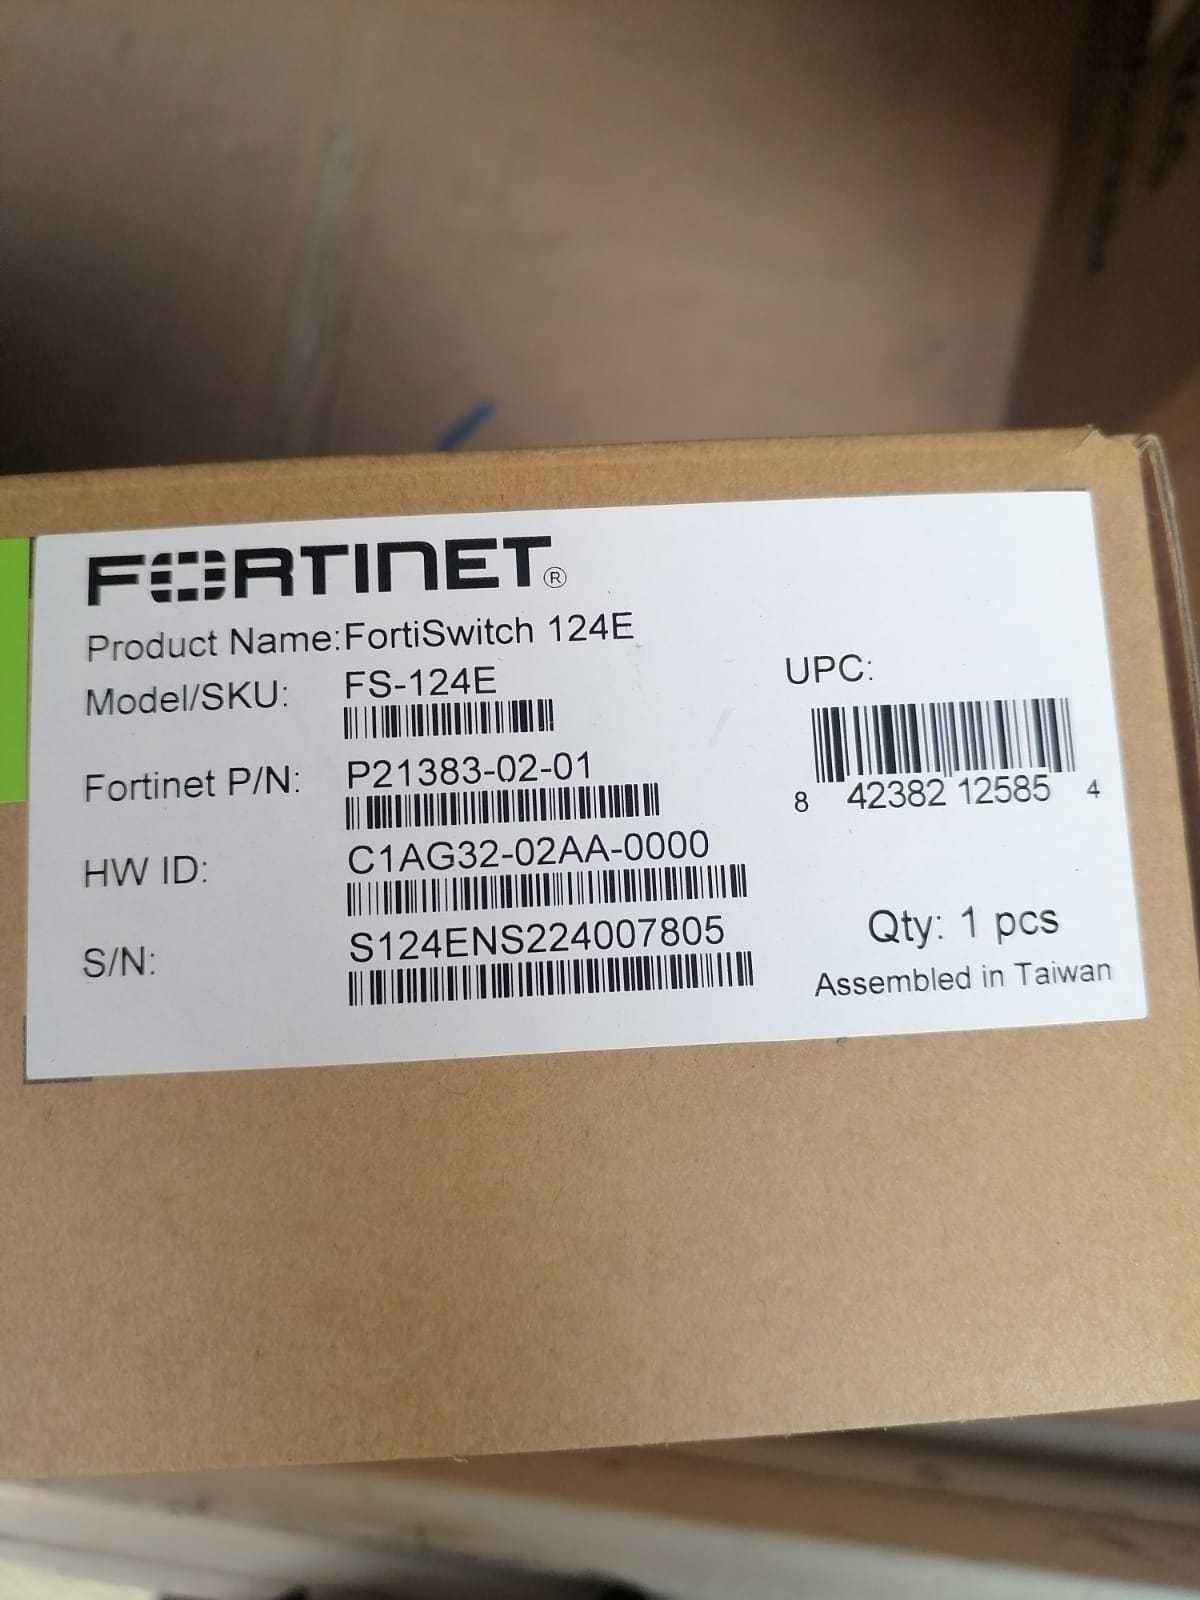 FORTINET®
Product Name:FortiSwitch 124E
Model/SKU: FS-124E
Fortinet P/N: P21383-02-01
HW ID: C1AG32-02AA-0000
S/N: S124ENS224007805
UPC:
8 42382 12585 4
Qty: 1 pcs
Assembled in Taiwan